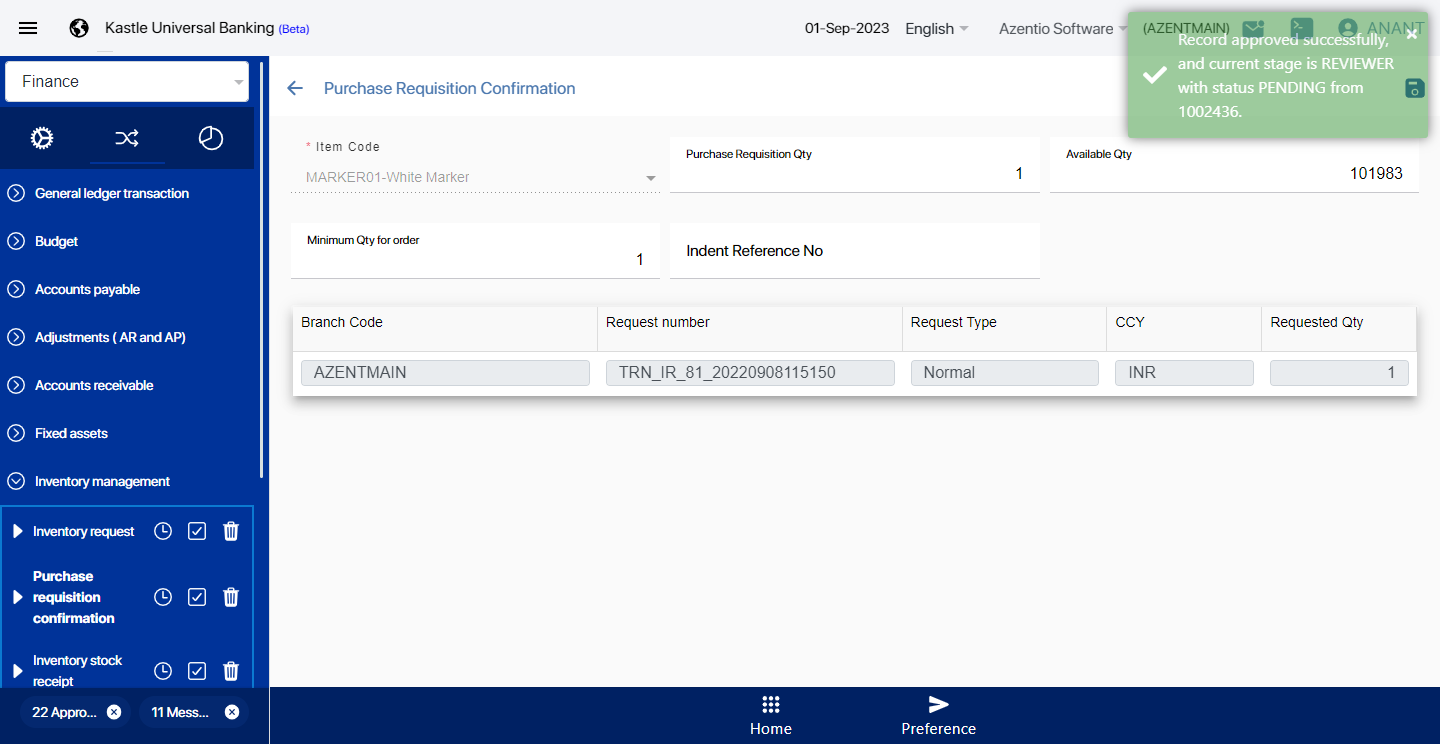 Kastle Universal Banking (Beta)
01-Sep-2023
English
Azentio Software
(AZENTMAIN)
ANANT
Record approved successfully,
and current stage is REVIEWER
with status PENDING from
1002436.
Finance
General ledger transaction
Budget
Accounts payable
Adjustments ( AR and AP)
Accounts receivable
Fixed assets
Inventory management
Inventory request
Purchase
requisition
confirmation
Inventory stock
receipt
22 Appro...
11 Mess...
Purchase Requisition Confirmation
* Item Code
MARKER01-White Marker
Purchase Requisition Qty
1
Available Qty
101983
Minimum Qty for order
1
Indent Reference No
Branch Code Request number Request Type CCY Requested Qty
AZENTMAIN TRN_IR_81_20220908115150 Normal INR 1
Home
Preference